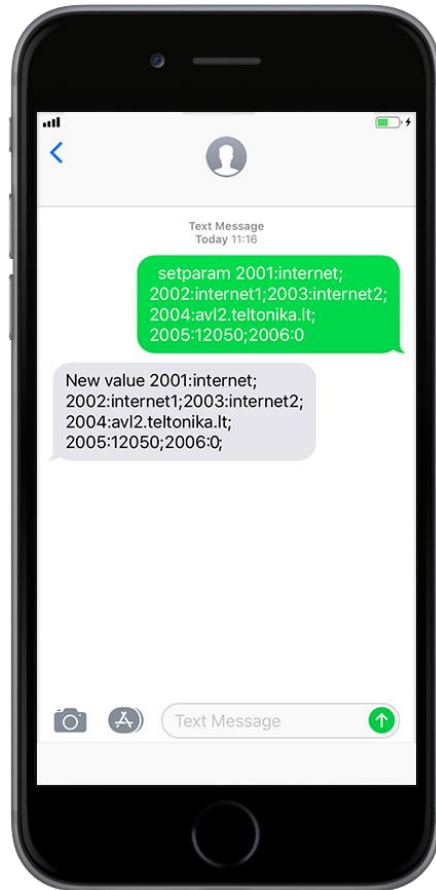 Text Message
Today 11:16
setparam 2001:internet;
2002:internet1;2003:internet2;
2004:avl2.teltonika.lt;
2005:12050;2006:0
New value 2001:internet;
2002:internet1;2003:internet2;
2004:avl2.teltonika.lt;
2005:12050;2006:0;
Text Message